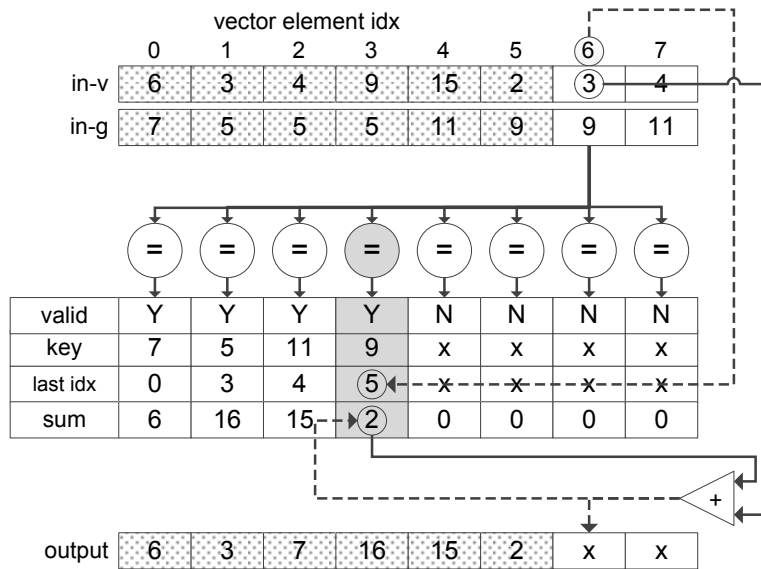 vector element idx
0 1 2 3 4 5 6 7
in-v 6 3 4 9 15 2 3 4
in-g 7 5 5 5 11 9 9 11
= = = = = = = =
valid Y Y Y Y N N N N
key 7 5 11 9 x x x x
last idx 0 3 4 5 x x x x
sum 6 16 15 2 0 0 0 0
+
output 6 3 7 16 15 2 x x